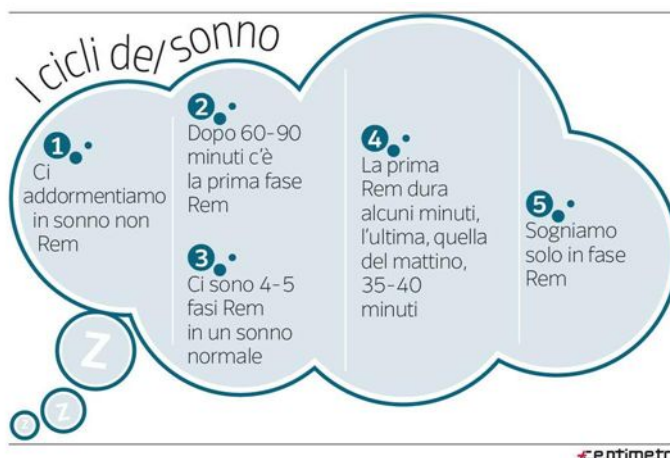 I cicli del sonno
1
Ci
addormentiamo
in sonno non
Rem
2
Dopo 60-90
minuti c'è
la prima fase
Rem
3
Ci sono 4-5
fasi Rem
in un sonno
normale
4
La prima
Rem dura
alcuni minuti,
l'ultima, quella
del mattino,
35-40
minuti
5
Sogniamo
solo in fase
Rem
Z
Z
Z
centimetri